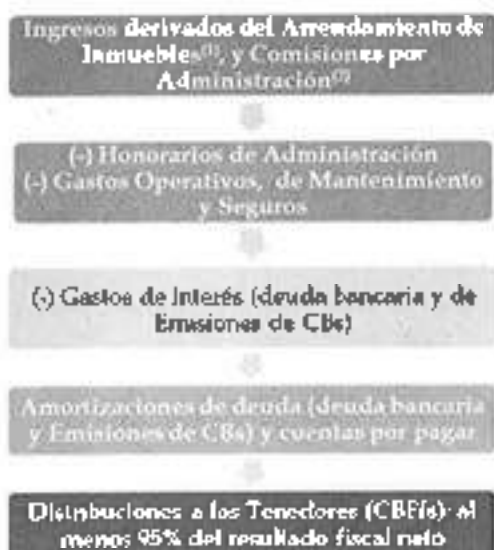 Ingresos derivados del Arrendamiento de
Inmuebles⁽¹⁾, y Comisiones por
Administración⁽²⁾
(-) Honorarios de Administración
(-) Gastos Operativos, de Mantenimiento
y Seguros
(-) Gastos de Interés (deuda bancaria y de
Emisiones de CBs)
Amortizaciones de deuda (deuda bancaria
y Emisiones de CBs) y cuentas por pagar
Distribuciones a los Tenedores (CBFIs): al
menos 95% del resultado fiscal neto